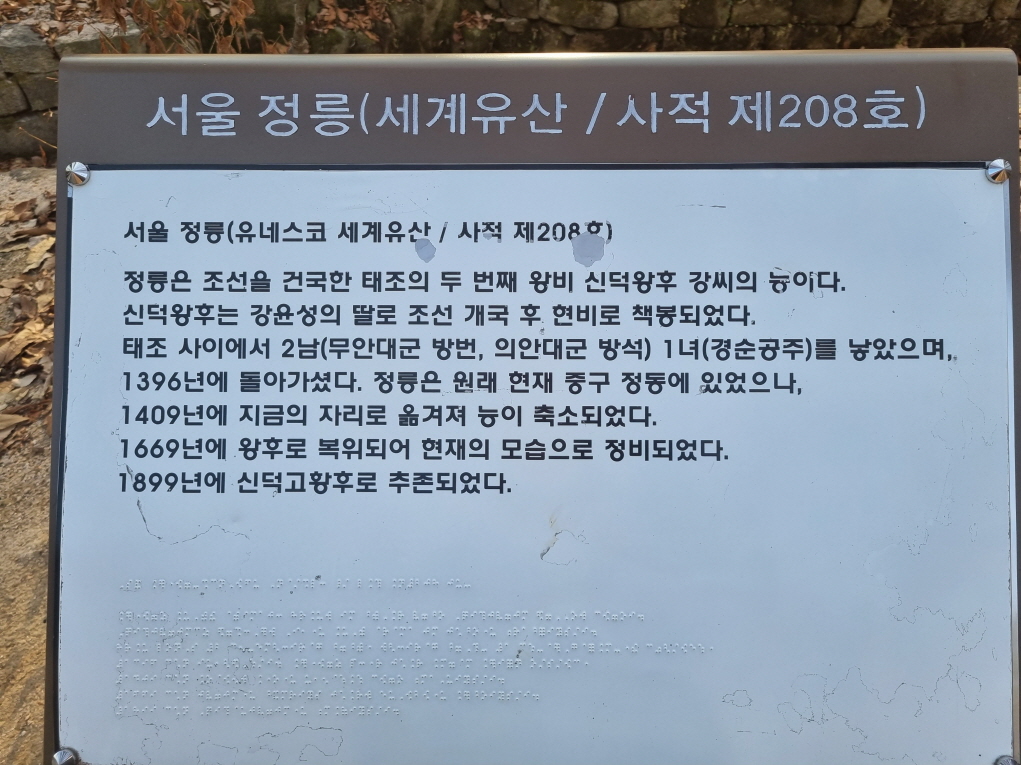 서울 정릉(세계유산 / 사적 제208호)
서울 정릉(유네스코 세계유산 / 사적 제208호)
정릉은 조선을 건국한 태조의 두 번째 왕비 신덕왕후 강씨의 능이다.
신덕왕후는 강윤성의 딸로 조선 개국 후 현비로 책봉되었다.
태조 사이에서 2남(무안대군 방번, 의안대군 방석) 1녀(경순공주)를 낳았으며,
1396년에 돌아가셨다. 정릉은 원래 현재 중구 정동에 있었으나,
1409년에 지금의 자리로 옮겨져 능이 축소되었다.
1669년에 왕후로 복위되어 현재의 모습으로 정비되었다.
1899년에 신덕고황후로 추존되었다.